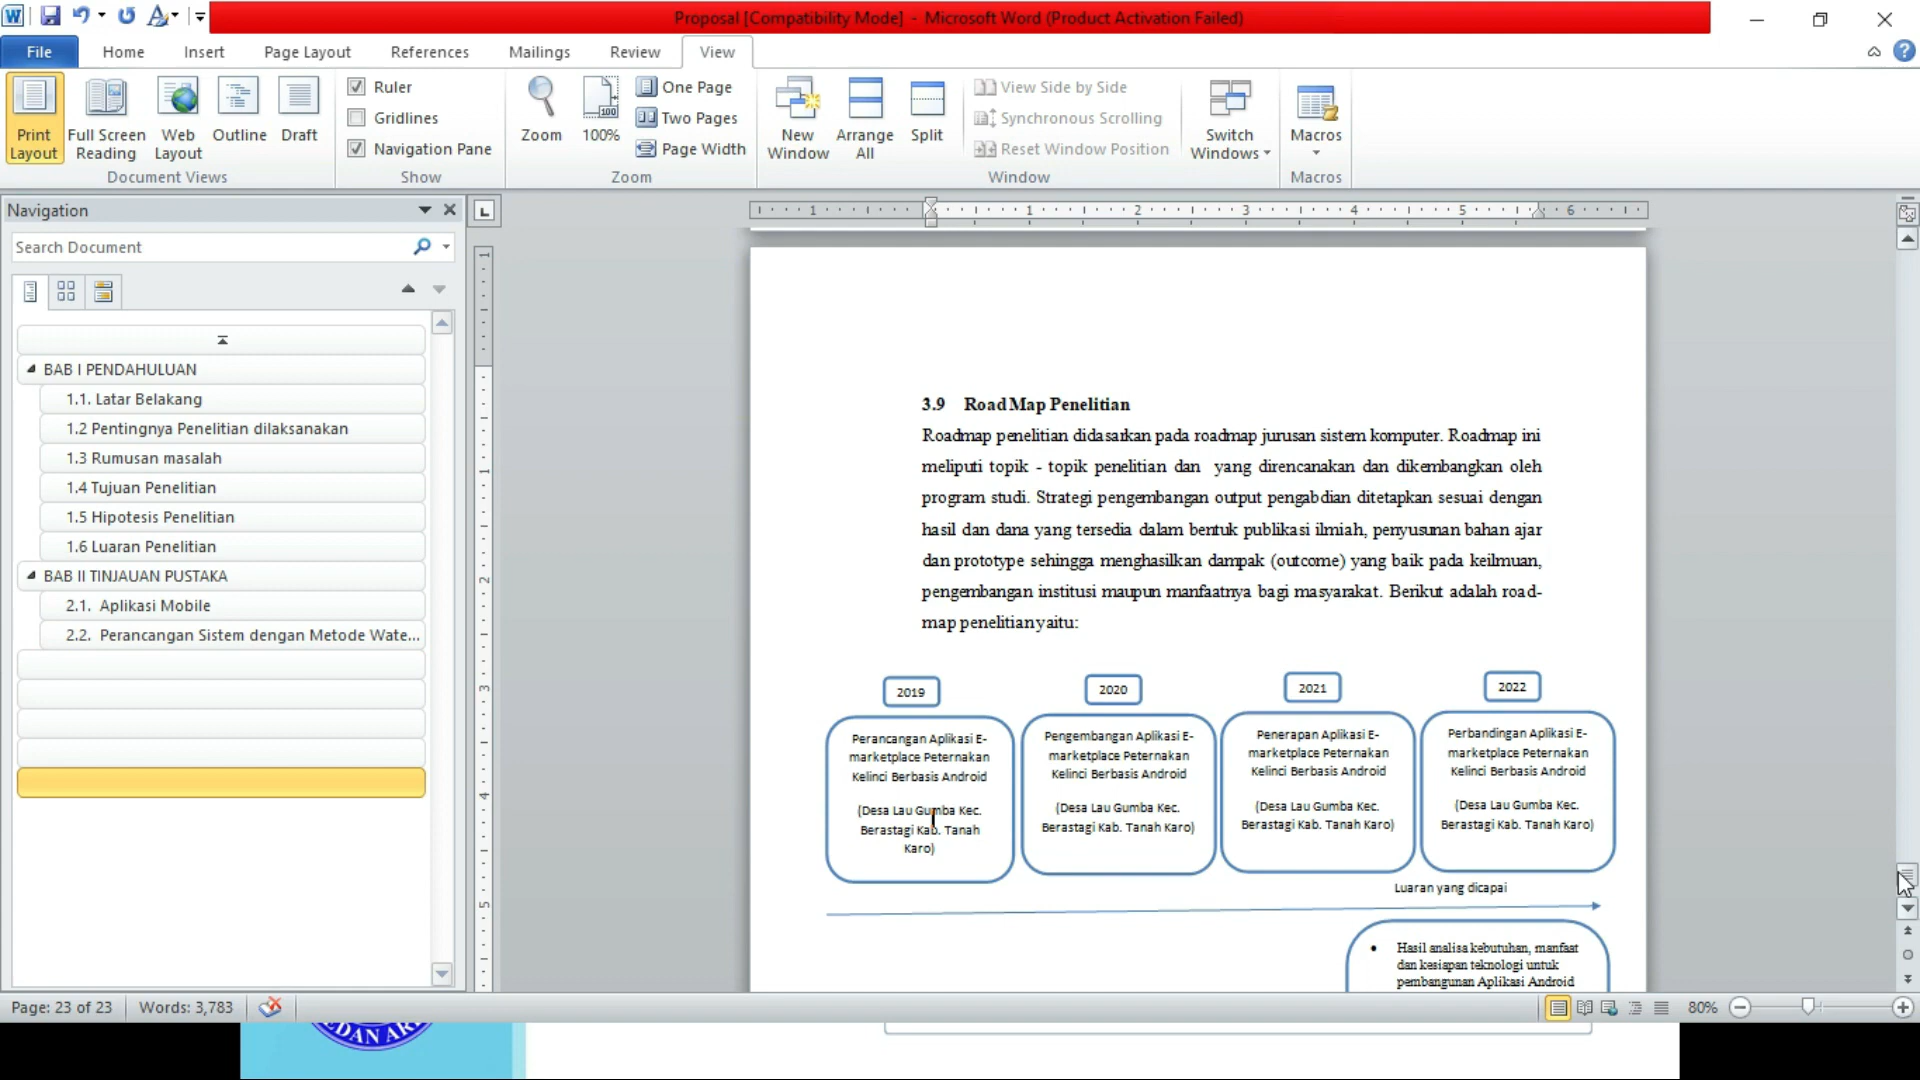 Proposal [Compatibility Mode] - Microsoft Word (Product Activation Failed)
File Home Insert Page Layout References Mailings Review View
Print Layout
Full Screen Reading
Web Layout
Outline
Draft
Document Views
Ruler
Gridlines
Navigation Pane
Show
Zoom
100%
One Page
Two Pages
Page Width
Zoom
New Window
Arrange All
Split
View Side by Side
Synchronous Scrolling
Reset Window Position
Window
Switch Windows
Macros
Macros
Navigation
Search Document
BAB I PENDAHULUAN
1.1. Latar Belakang
1.2 Pentingnya Penelitian dilaksanakan
1.3 Rumusan masalah
1.4 Tujuan Penelitian
1.5 Hipotesis Penelitian
1.6 Luaran Penelitian
BAB II TINJAUAN PUSTAKA
2.1. Aplikasi Mobile
2.2. Perancangan Sistem dengan Metode Wate...
1 1 2 3 4 5 6
1
1
2
3
4
5
3.9 Road Map Penelitian
Roadmap penelitian didasarkan pada roadmap jurusan sistem komputer. Roadmap ini
meliputi topik - topik penelitian dan yang direncanakan dan dikembangkan oleh
program studi. Strategi pengembangan output pengabdian ditetapkan sesuai dengan
hasil dan dana yang tersedia dalam bentuk publikasi ilmiah, penyusunan bahan ajar
dan prototype sehingga menghasilkan dampak (outcome) yang baik pada keilmuan,
pengembangan institusi maupun manfaatnya bagi masyarakat. Berikut adalah road-
map penelitian yaitu:
2019
Perancangan Aplikasi E-
marketplace Peternakan
Kelinci Berbasis Android
(Desa Lau Gumba Kec.
Berastagi Kab. Tanah
Karo)
2020
Pengembangan Aplikasi E-
marketplace Peternakan
Kelinci Berbasis Android
(Desa Lau Gumba Kec.
Berastagi Kab. Tanah Karo)
2021
Penerapan Aplikasi E-
marketplace Peternakan
Kelinci Berbasis Android
(Desa Lau Gumba Kec.
Berastagi Kab. Tanah Karo)
2022
Perbandingan Aplikasi E-
marketplace Peternakan
Kelinci Berbasis Android
(Desa Lau Gumba Kec.
Berastagi Kab. Tanah Karo)
Luaran yang dicapai
• Hasil analisa kebutuhan, manfaat
dan kesiapan teknologi untuk
pembangunan Aplikasi Android
Page: 23 of 23 Words: 3,783 80%